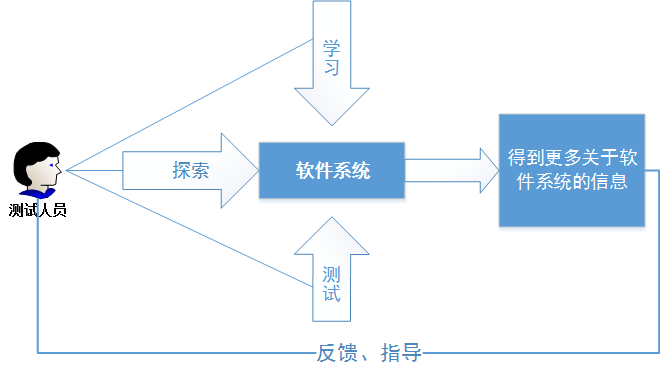 学
习
探索
软件系统
得到更多关于软
件系统的信息
测试人员
测
试
反馈、指导